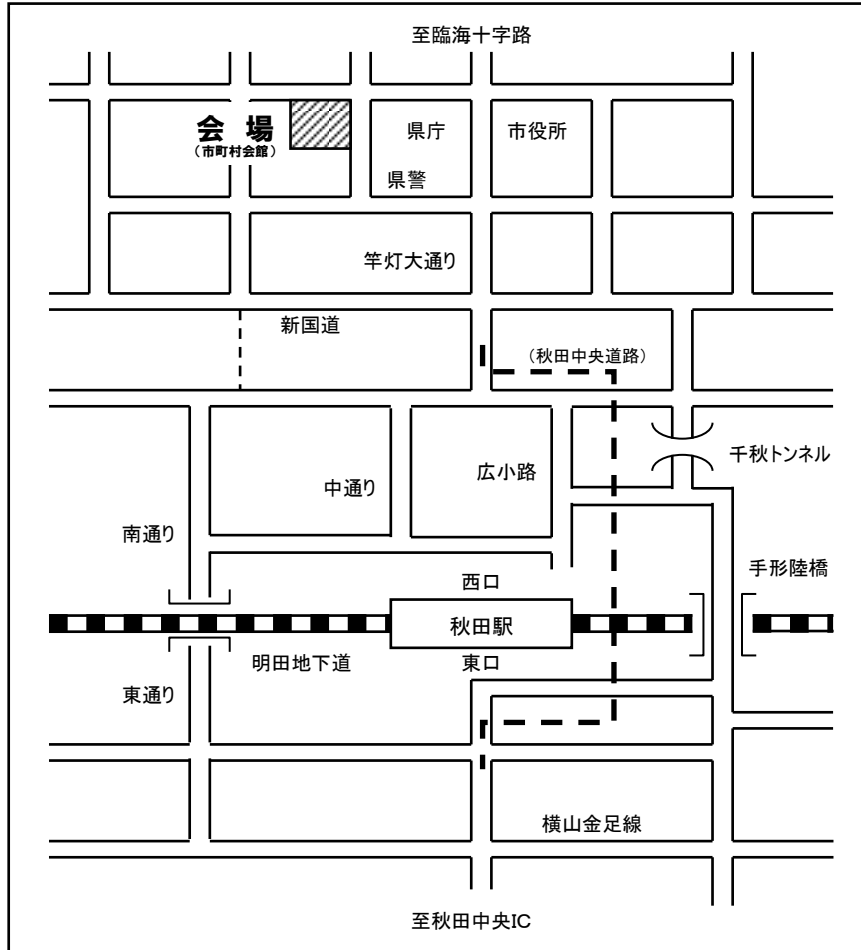 至臨海十字路
会 場
（市町村会館）
県庁
市役所
県警
竿灯大通り
新国道
（秋田中央道路）
千秋トンネル
広小路
中通り
南通り
手形陸橋
西口
秋田駅
東口
明田地下道
東通り
横山金足線
至秋田中央IC